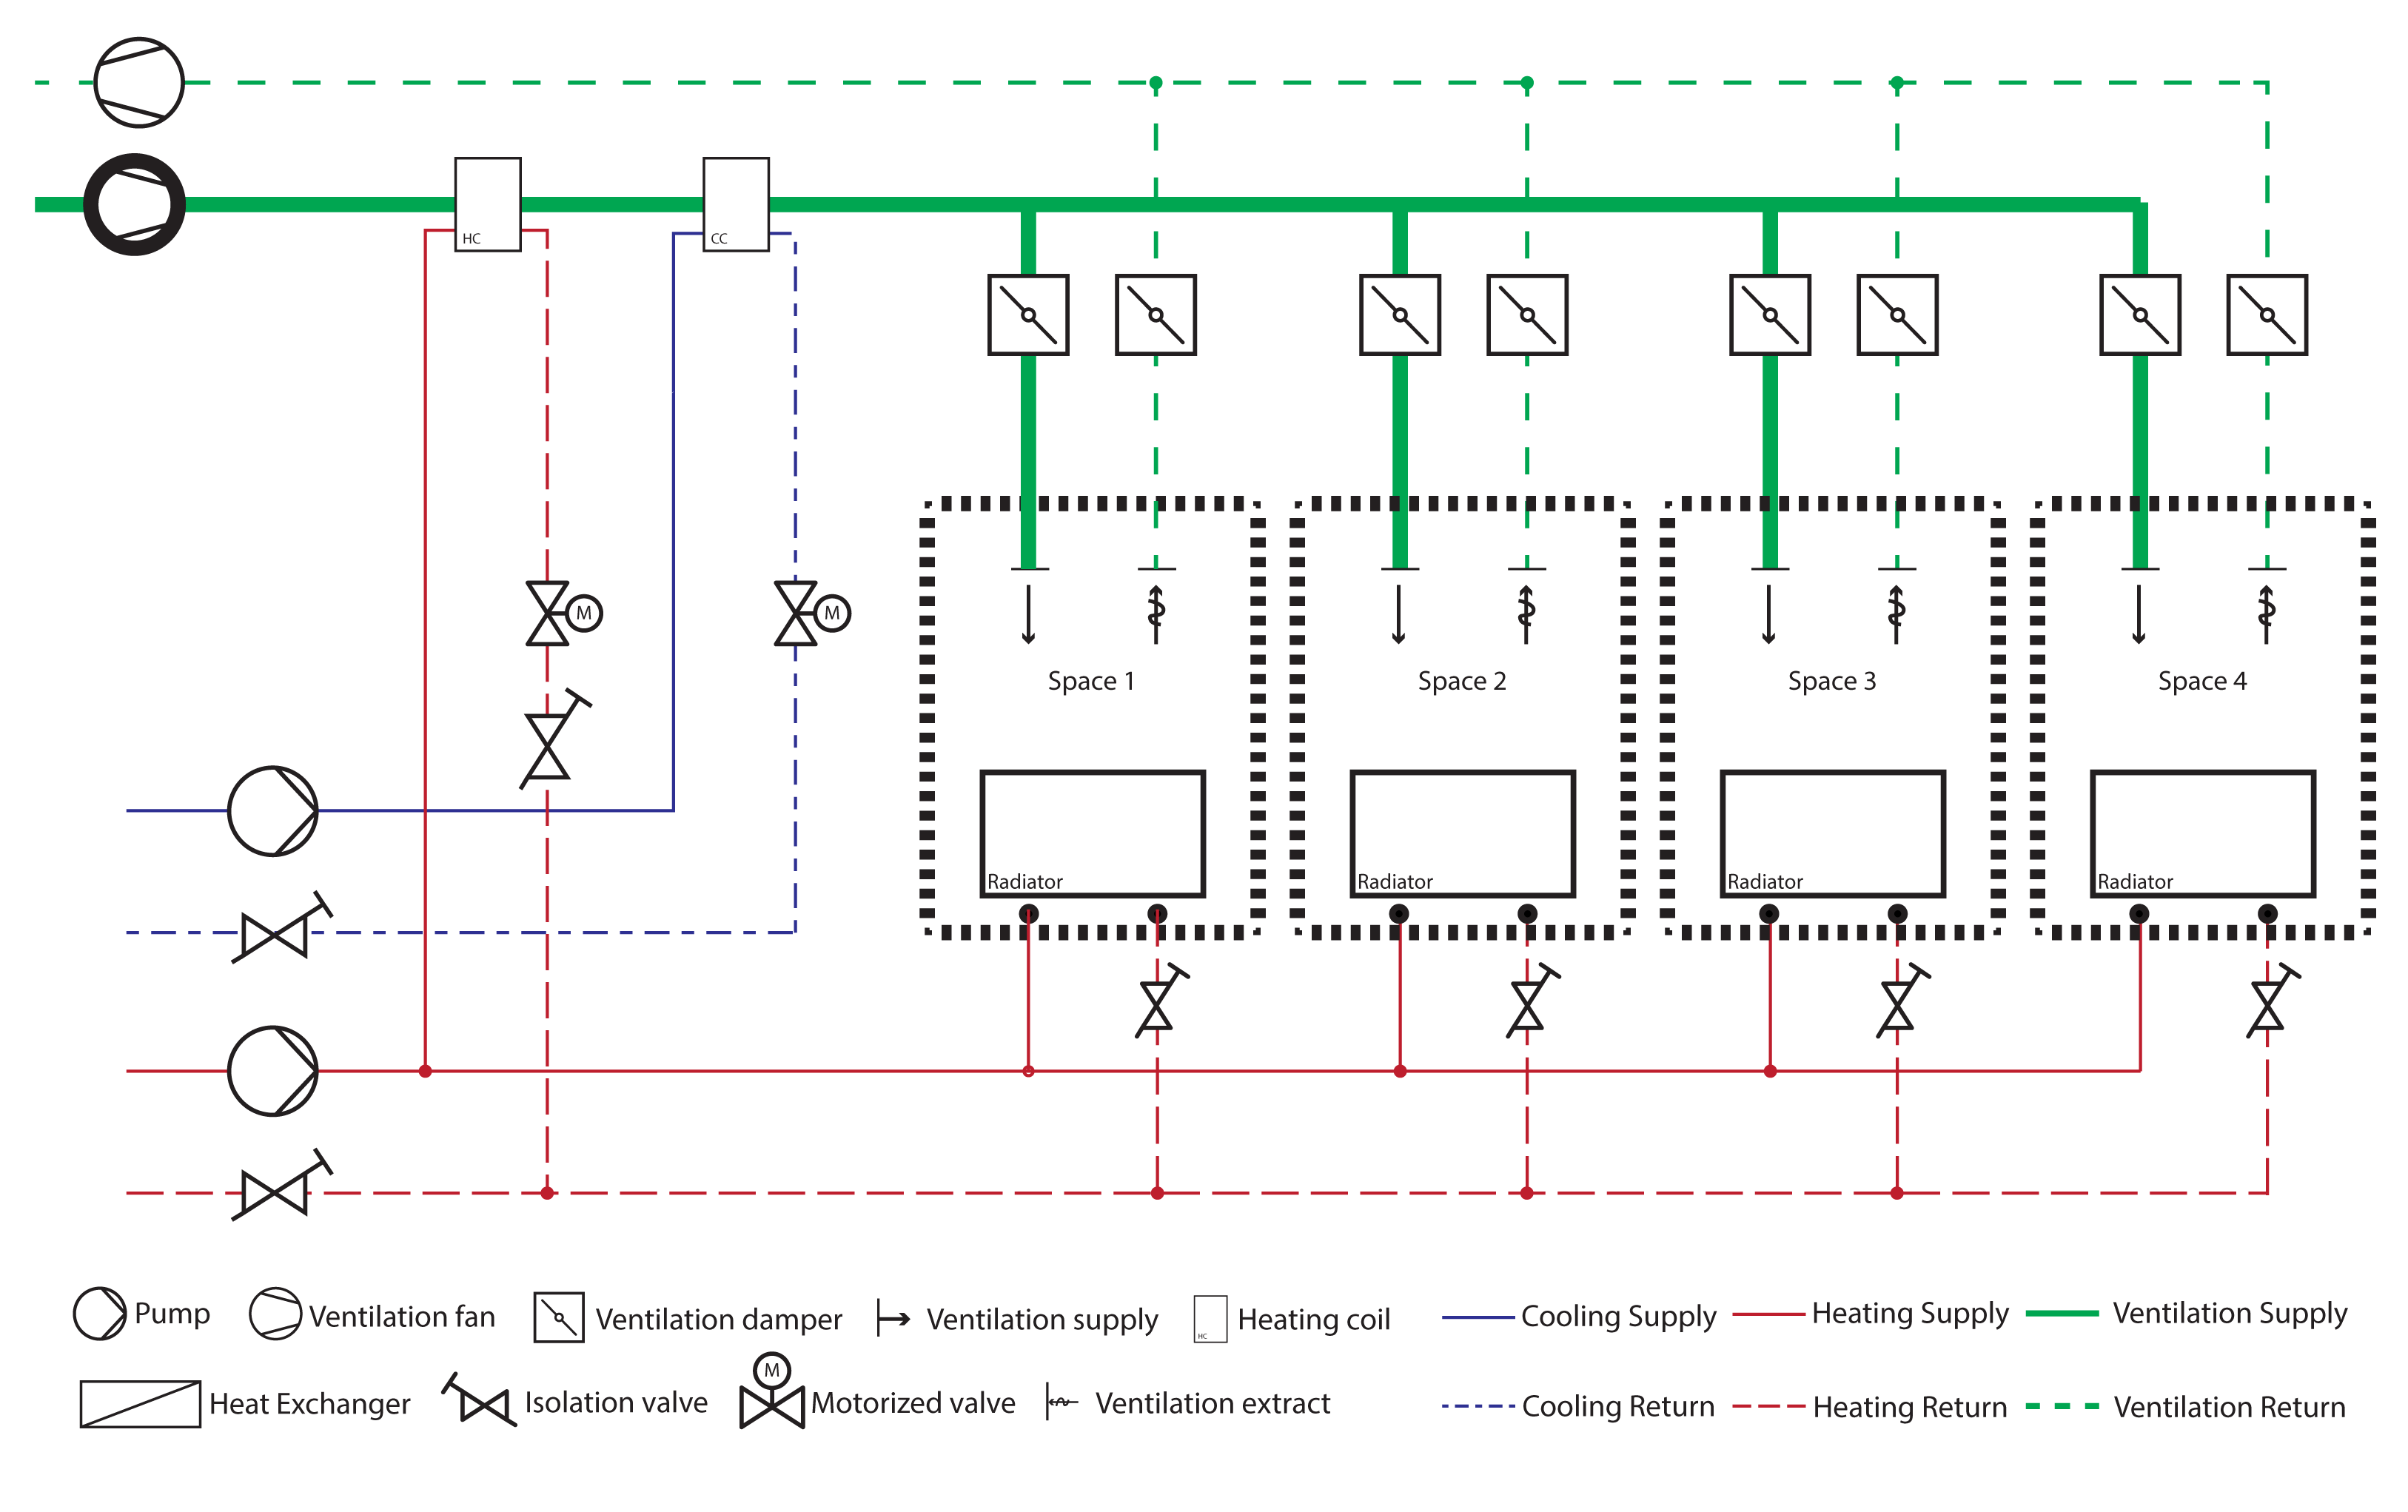 HC
CC
M
M
Space 1
Space 2
Space 3
Space 4
Radiator
Radiator
Radiator
Radiator
Pump
Ventilation fan
Ventilation damper
Ventilation supply
HC
Heating coil
Cooling Supply
Heating Supply
Ventilation Supply
Heat Exchanger
Isolation valve
M
Motorized valve
Ventilation extract
Cooling Return
Heating Return
Ventilation Return